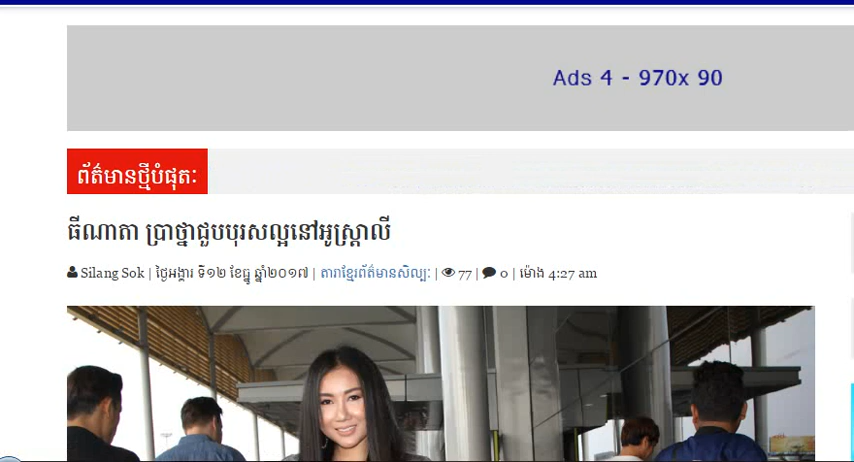 Ads 4 - 970x 90
ព័ត៌មានថ្មីបំផុតៈ
ធីណាតា ប្រាថ្នាជួបបុរសល្អនៅអូស្ត្រាលី
Silang Sok | ថ្ងៃអង្គារ ទី១២ ខែធ្នូ ឆ្នាំ២០១៧ | តារាខ្មែរព័ត៌មានសិល្បៈ | 77 | 0 | ម៉ោង 4:27 am